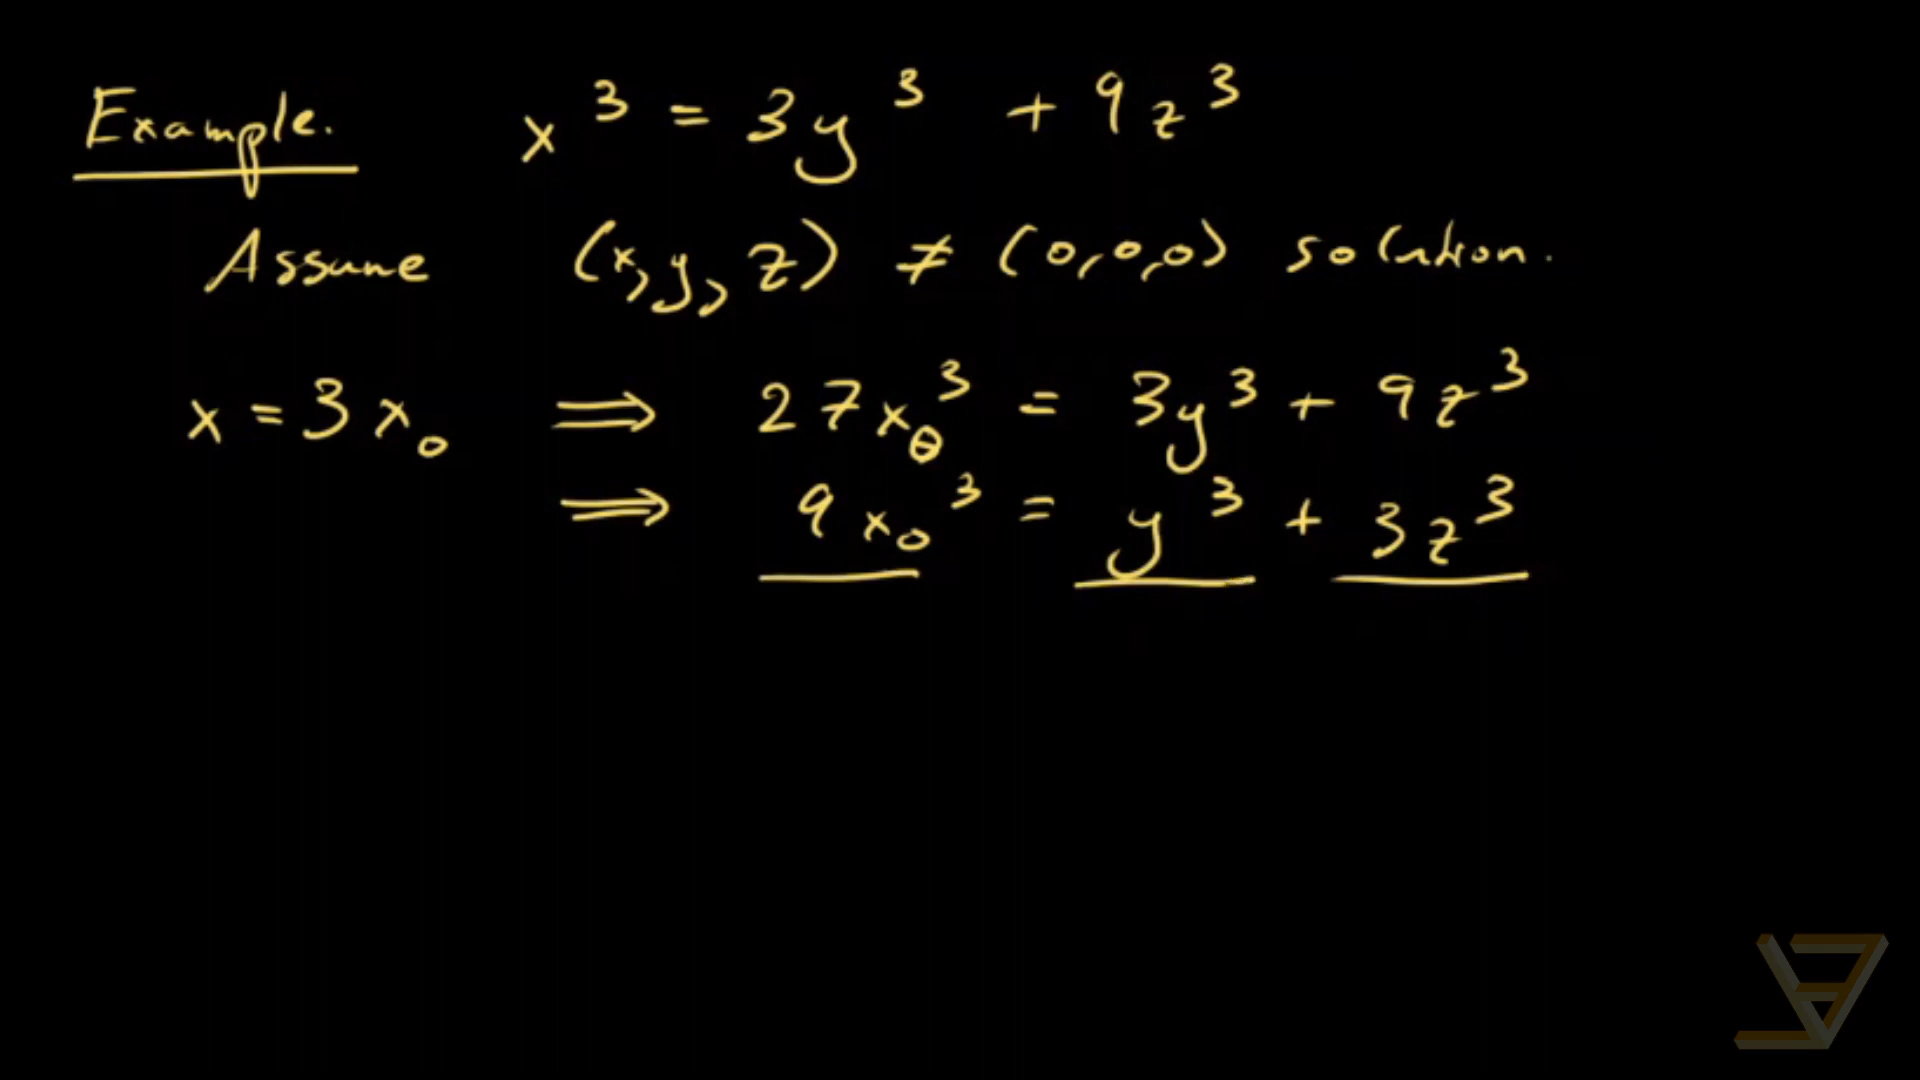 Example. x³ = 3y³ + 9z³
Assume (x, y, z) ≠ (0,0,0) solution.
x = 3x₀ ⟹ 27x₀³ = 3y³ + 9z³
⟹ 9x₀³ = y³ + 3z³